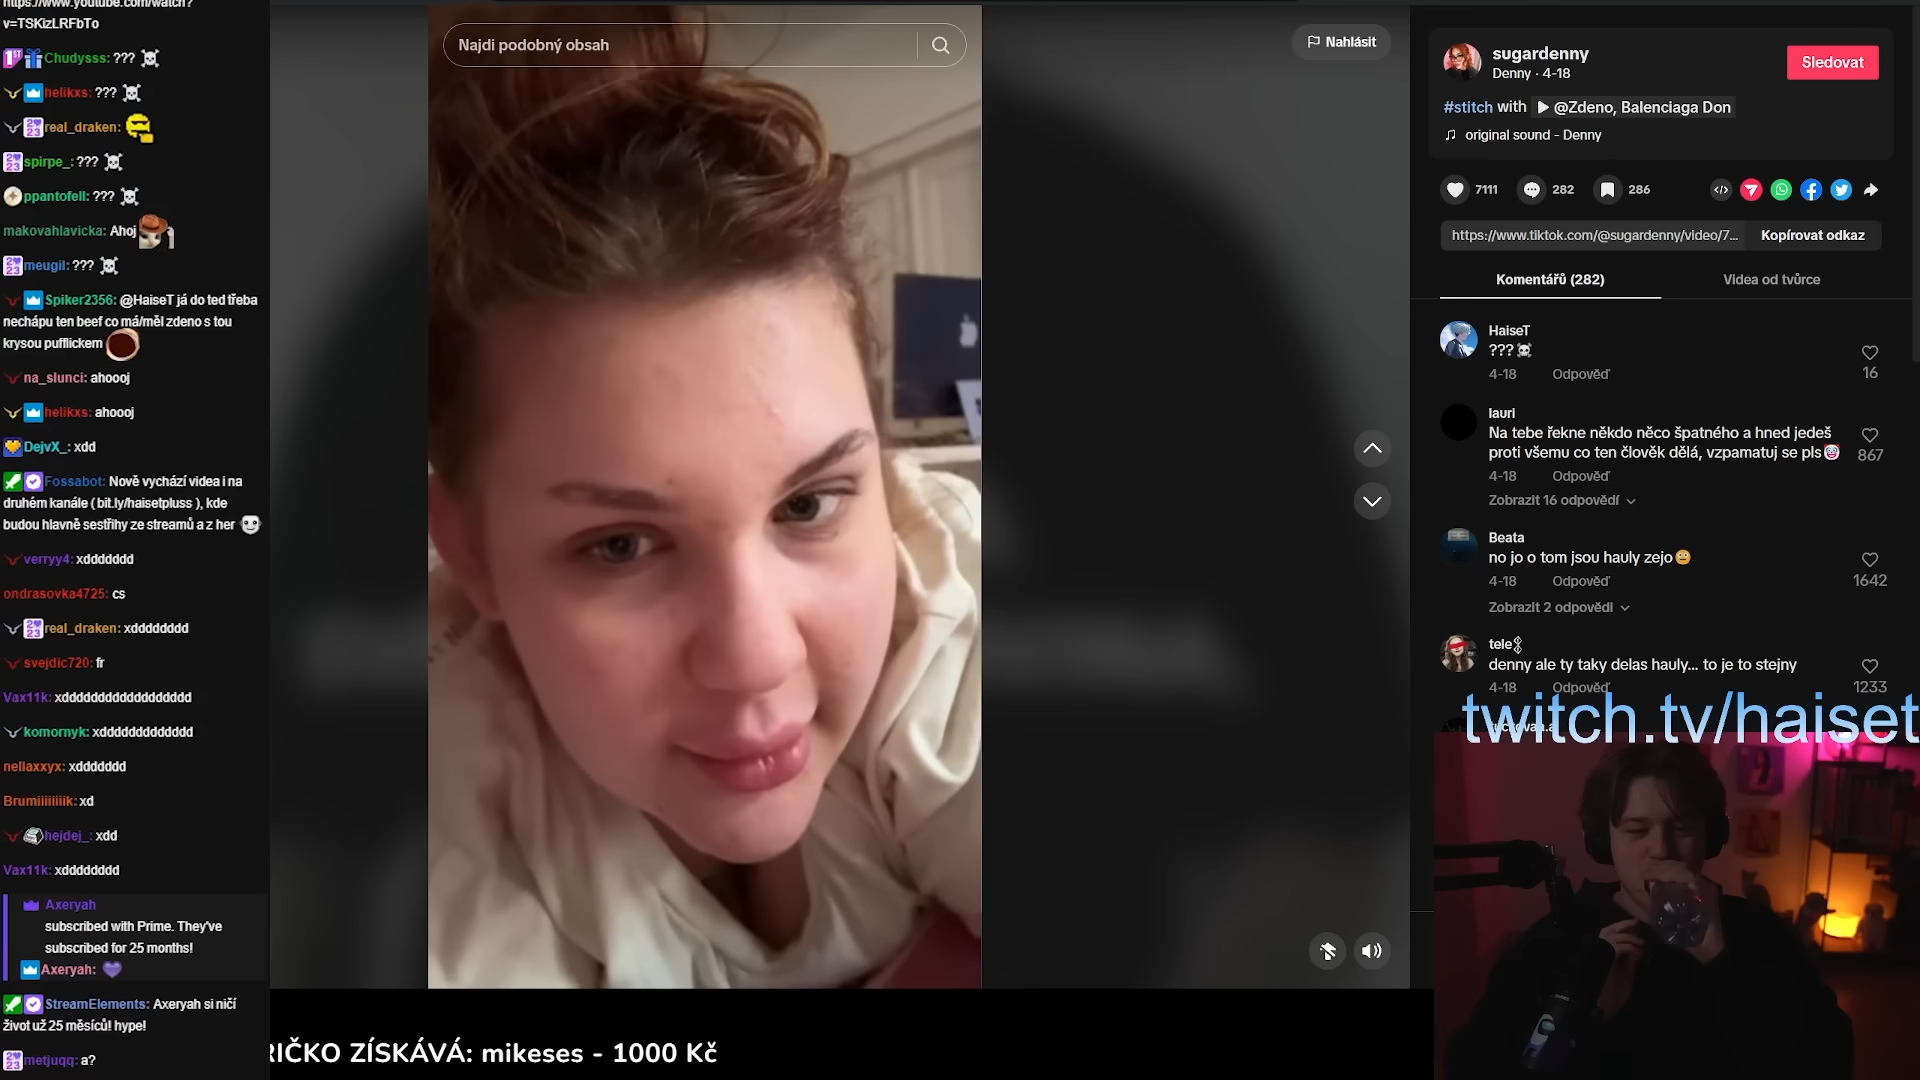 https://www.youtube.com/watch?
v=TSKizLRFbTo
Chudysss: ???
helikxs: ???
real_draken:
spirpe_: ???
ppantofell: ???
makovahlavicka: Ahoj
meugil: ???
Spiker2356: @HaiseT já do ted třeba
nechápu ten beef co má/měl zdeno s tou
krysou pufflickem
na_slunci: ahoooj
helikxs: ahoooj
DejvX_: xdd
Fossabot: Nově vychází videa i na
druhém kanále ( bit.ly/haisetpluss ), kde
budou hlavně sestřihy ze streamů a z her
verryy4: xddddddd
ondrasovka4725: cs
real_draken: xdddddddd
svejdic720: fr
Vax11k: xdddddddddddddddddd
komornyk: xddddddddddddd
nellaxxyx: xddddddd
Brumiiiiiiiik: xd
hejdej_: xdd
Vax11k: xdddddddd
Axeryah
subscribed with Prime. They've
subscribed for 25 months!
Axeryah:
StreamElements: Axeryah si ničí
život už 25 měsíců! hype!
metjuqq: a?
Najdi podobný obsah
Nahlásit
RIČKO ZÍSKÁVÁ: mikeses - 1000 Kč
sugardenny
Denny · 4-18
Sledovat
#stitch with @Zdeno, Balenciaga Don
original sound - Denny
7111
282
286
https://www.tiktok.com/@sugardenny/video/7...
Kopírovat odkaz
Komentářů (282)
Videa od tvůrce
HaiseT
???
4-18 Odpověď
16
lauri
Na tebe řekne někdo něco špatného a hned jedeš
proti všemu co ten člověk dělá, vzpamatuj se pls
4-18 Odpověď
867
Zobrazit 16 odpovědí
Beata
no jo o tom jsou hauly zejo
4-18 Odpověď
1642
Zobrazit 2 odpovědi
tele
denny ale ty taky delas hauly... to je to stejny
4-18 Odpověď
1233
twitch.tv/haiset